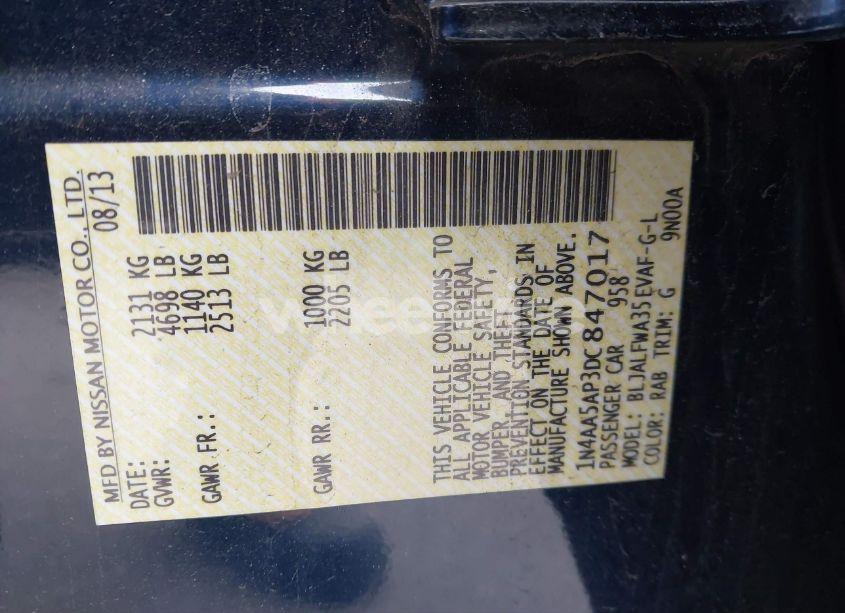 MFD BY NISSAN MOTOR CO., LTD.
DATE: 08/13
GVWR: 2131 KG
4698 LB
GAWR FR.: 1140 KG
2513 LB
GAWR RR.: 1000 KG
2205 LB
THIS VEHICLE CONFORMS TO
ALL APPLICABLE FEDERAL
MOTOR VEHICLE SAFETY,
BUMPER, AND THEFT
PREVENTION STANDARDS IN
EFFECT ON THE DATE OF
MANUFACTURE SHOWN ABOVE.
1N4AA5AP3DC847017
PASSENGER CAR 958
MODEL: BLJALFWA35EVAF-G-L
COLOR: RAB TRIM: G 9N00A